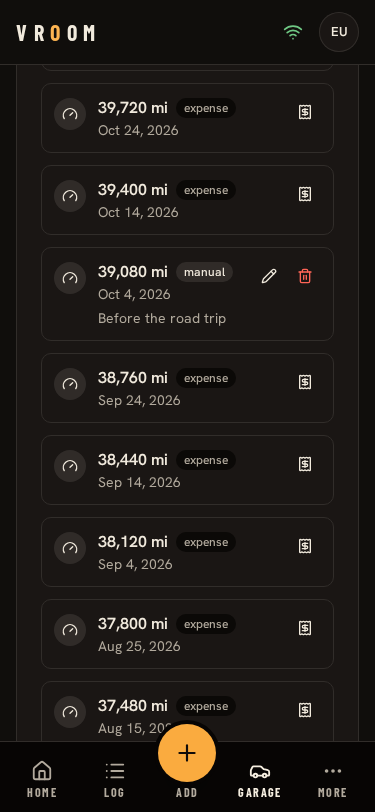 VROOM
EU
39,720 mi expense
Oct 24, 2026
39,400 mi expense
Oct 14, 2026
39,080 mi manual
Oct 4, 2026
Before the road trip
38,760 mi expense
Sep 24, 2026
38,440 mi expense
Sep 14, 2026
38,120 mi expense
Sep 4, 2026
37,800 mi expense
Aug 25, 2026
37,480 mi expense
Aug 15, 202
HOME LOG ADD GARAGE MORE